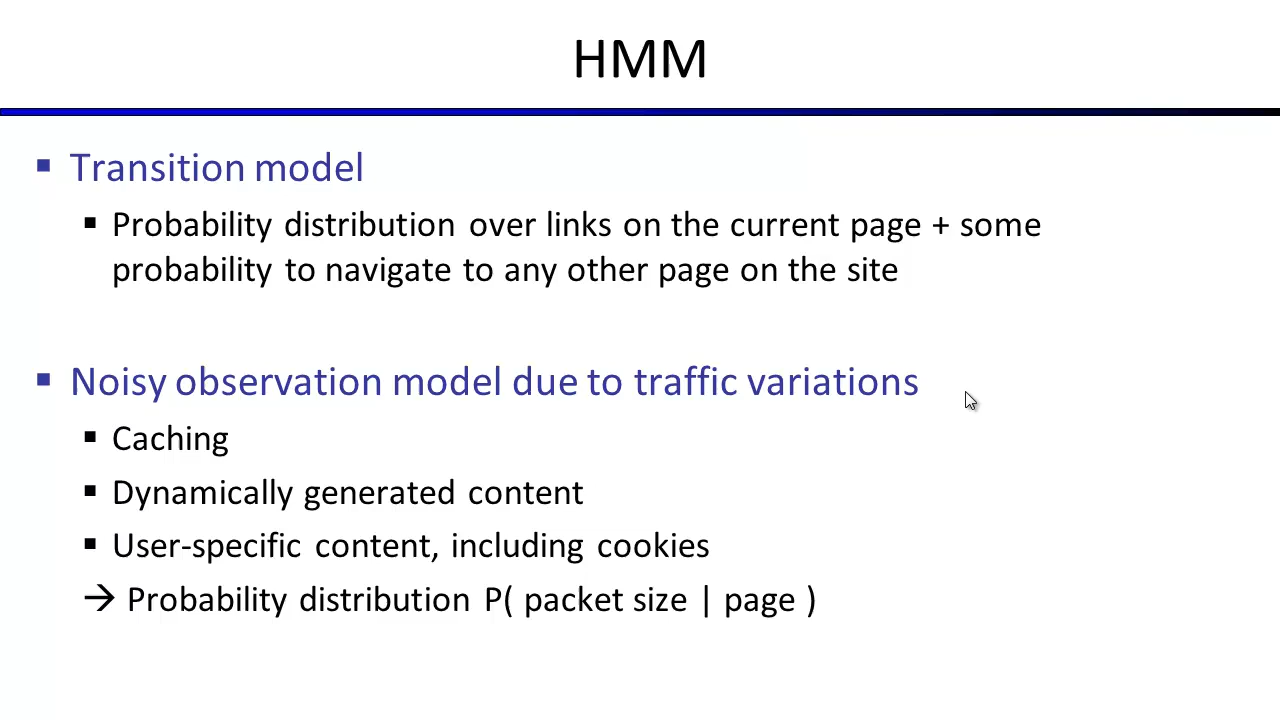 HMM
▪ Transition model
▪ Probability distribution over links on the current page + some
probability to navigate to any other page on the site
▪ Noisy observation model due to traffic variations
▪ Caching
▪ Dynamically generated content
▪ User-specific content, including cookies
→ Probability distribution P( packet size | page )